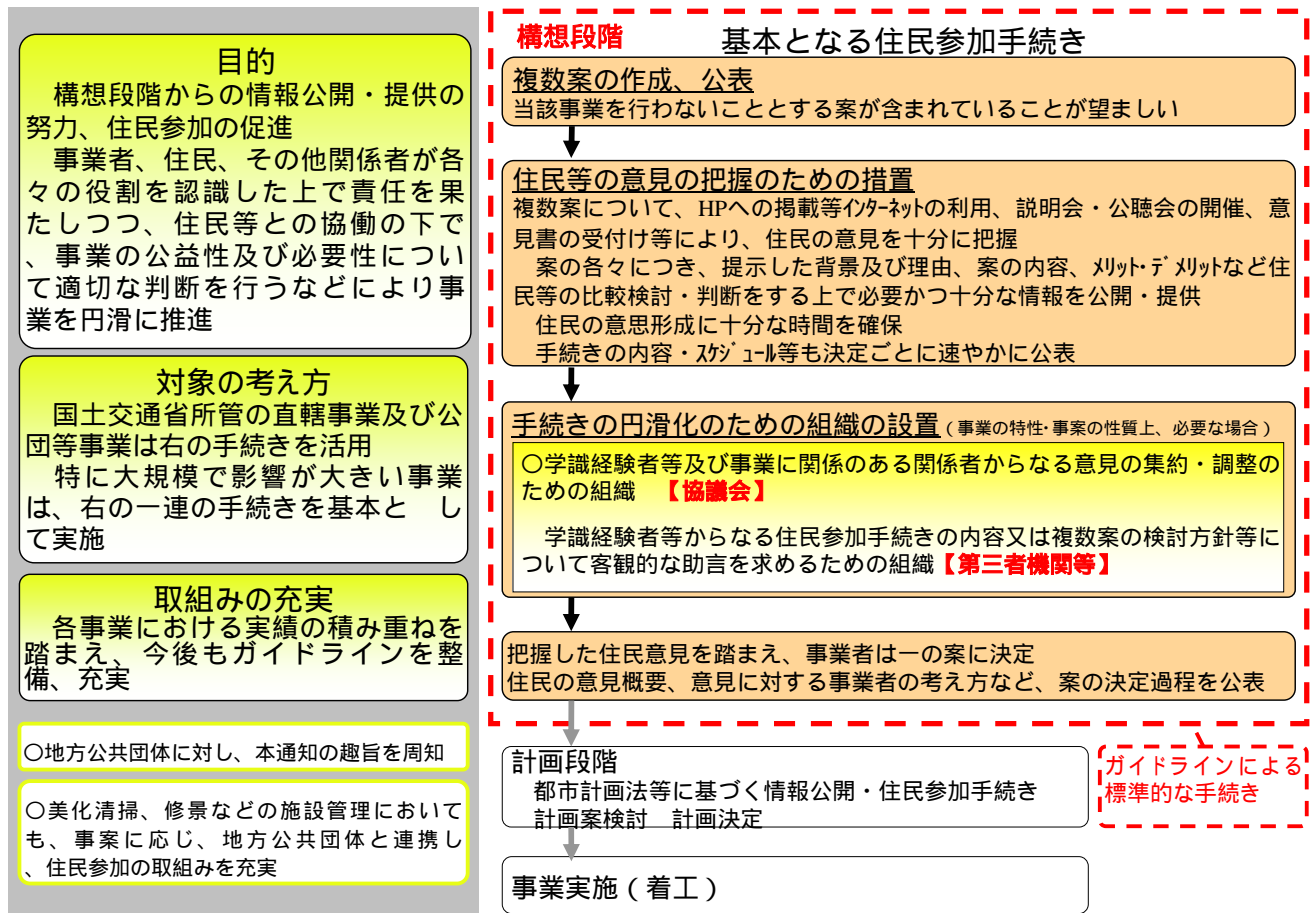 目的
構想段階からの情報公開・提供の
努力、住民参加の促進
事業者、住民、その他関係者が各
々の役割を認識した上で責任を果
たしつつ、住民等との協働の下で
、事業の公益性及び必要性につい
て適切な判断を行うなどにより事
業を円滑に推進
対象の考え方
国土交通省所管の直轄事業及び公
団等事業は右の手続きを活用
特に大規模で影響が大きい事業
は、右の一連の手続きを基本と し
て実施
取組みの充実
各事業における実績の積み重ねを
踏まえ、今後もガイドラインを整
備、充実
○地方公共団体に対し、本通知の趣旨を周知
○美化清掃、修景などの施設管理において
も、事案に応じ、地方公共団体と連携し
、住民参加の取組みを充実
構想段階 基本となる住民参加手続き
複数案の作成、公表
当該事業を行わないこととする案が含まれていることが望ましい
住民等の意見の把握のための措置
複数案について、HPへの掲載等ｲﾝﾀｰﾈｯﾄの利用、説明会・公聴会の開催、意
見書の受付け等により、住民の意見を十分に把握
案の各々につき、提示した背景及び理由、案の内容、ﾒﾘｯﾄ・ﾃﾞﾒﾘｯﾄなど住
民等の比較検討・判断をする上で必要かつ十分な情報を公開・提供
住民の意思形成に十分な時間を確保
手続きの内容・ｽｹｼﾞｭｰﾙ等も決定ごとに速やかに公表
手続きの円滑化のための組織の設置（事業の特性・事案の性質上、必要な場合）
○学識経験者等及び事業に関係のある関係者からなる意見の集約・調整の
ための組織 【協議会】
学識経験者等からなる住民参加手続きの内容又は複数案の検討方針等に
ついて客観的な助言を求めるための組織【第三者機関等】
把握した住民意見を踏まえ、事業者は一の案に決定
住民の意見概要、意見に対する事業者の考え方など、案の決定過程を公表
計画段階
都市計画法等に基づく情報公開・住民参加手続き
計画案検討 計画決定
ガイドラインによる
標準的な手続き
事業実施（着工）